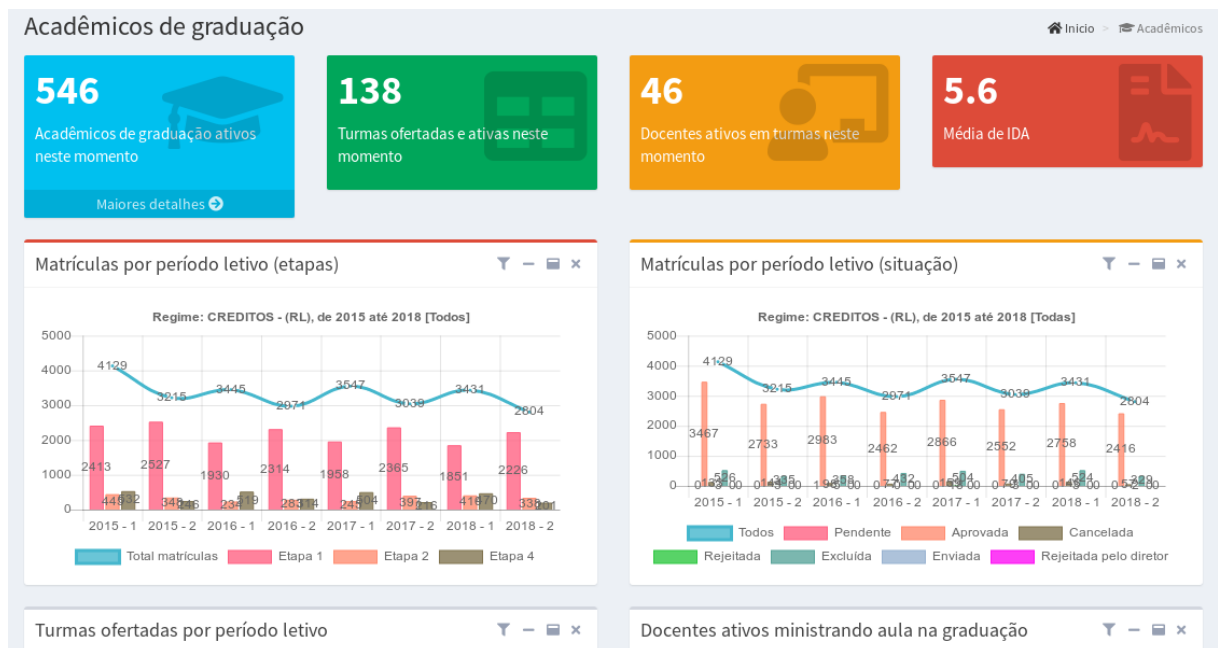 Acadêmicos de graduação
Inicio > Acadêmicos
546
Acadêmicos de graduação ativos
neste momento
Maiores detalhes
138
Turmas ofertadas e ativas neste
momento
46
Docentes ativos em turmas neste
momento
5.6
Média de IDA
Matrículas por período letivo (etapas)
Regime: CREDITOS - (RL), de 2015 até 2018 [Todos]
5000
4000
3000
2000
1000
0
4129
3215
3445
2971
3547
3039
3431
2804
2413
2527
1930
2314
1958
2365
1851
2226
2015 - 1
2015 - 2
2016 - 1
2016 - 2
2017 - 1
2017 - 2
2018 - 1
2018 - 2
Total matrículas
Etapa 1
Etapa 2
Etapa 4
Matrículas por período letivo (situação)
Regime: CREDITOS - (RL), de 2015 até 2018 [Todas]
5000
4000
3000
2000
1000
0
4129
3215
3445
2971
3547
3039
3431
2804
3467
2733
2983
2462
2866
2552
2758
2416
2015 - 1
2015 - 2
2016 - 1
2016 - 2
2017 - 1
2017 - 2
2018 - 1
2018 - 2
Todos
Pendente
Aprovada
Cancelada
Rejeitada
Excluída
Enviada
Rejeitada pelo diretor
Turmas ofertadas por período letivo
Docentes ativos ministrando aula na graduação